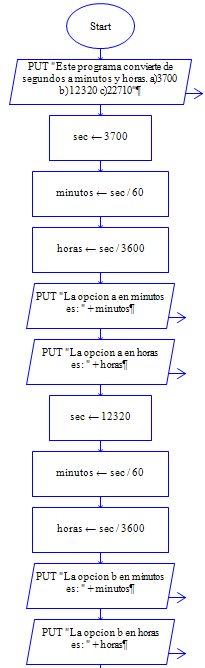 Start
PUT "Este programa convierte de
segundos a minutos y horas. a)3700
b)12320 c)22710"¶
sec ← 3700
minutos ← sec / 60
horas ← sec / 3600
PUT "La opcion a en minutos
es: " +minutos¶
PUT "La opcion a en horas
es: " +horas¶
sec ← 12320
minutos ← sec / 60
horas ← sec / 3600
PUT "La opcion b en minutos
es: " +minutos¶
PUT "La opcion b en horas
es: " +horas¶